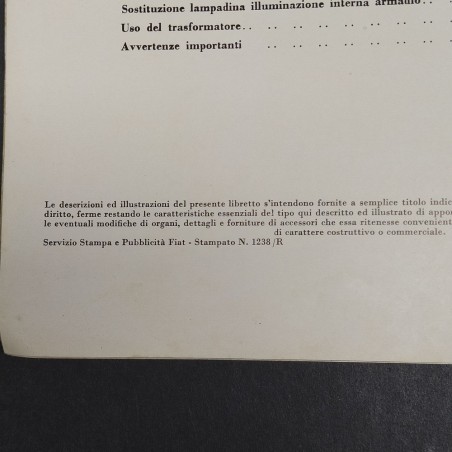 Sostituzione lampadina illuminazione interna armadio . .
Uso del trasformatore . . . . . . . . . . . . . .
Avvertenze importanti . . . . . . . . . . . .
Le descrizioni ed illustrazioni del presente libretto s'intendono fornite a semplice titolo indic
diritto, ferme restando le caratteristiche essenziali del tipo qui descritto ed illustrato di appor
le eventuali modifiche di organi, dettagli e forniture di accessori che essa ritenesse convenient
di carattere costruttivo o commerciale.
Servizio Stampa e Pubblicità Fiat - Stampato N. 1238/R